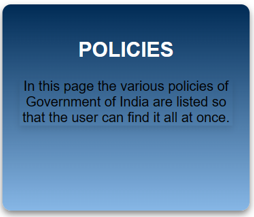 POLICIES
In this page the various policies of
Government of India are listed so
that the user can find it all at once.